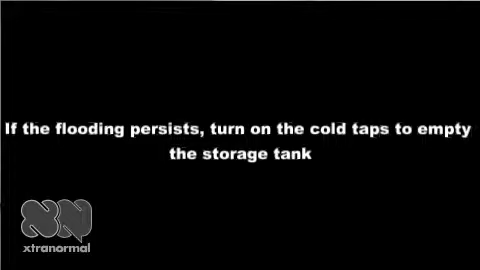 If the flooding persists, turn on the cold taps to empty
the storage tank
xtranormal